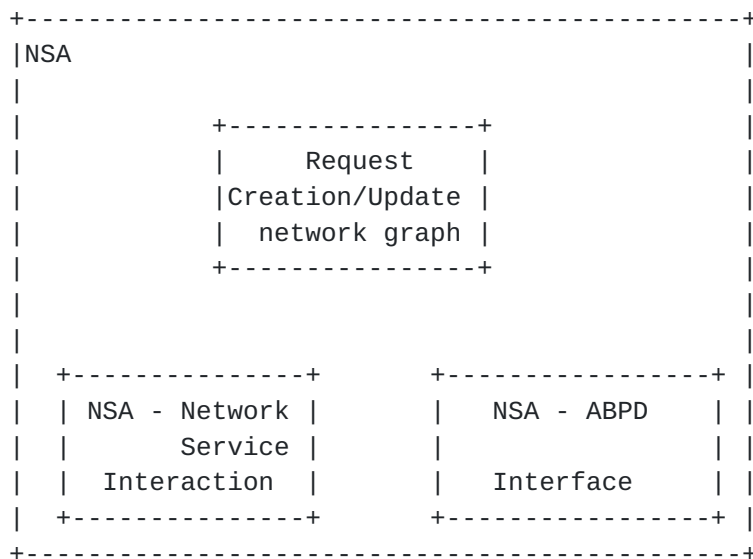 NSA
Request
Creation/Update
network graph
NSA - Network
Service
Interaction
NSA - ABPD
Interface